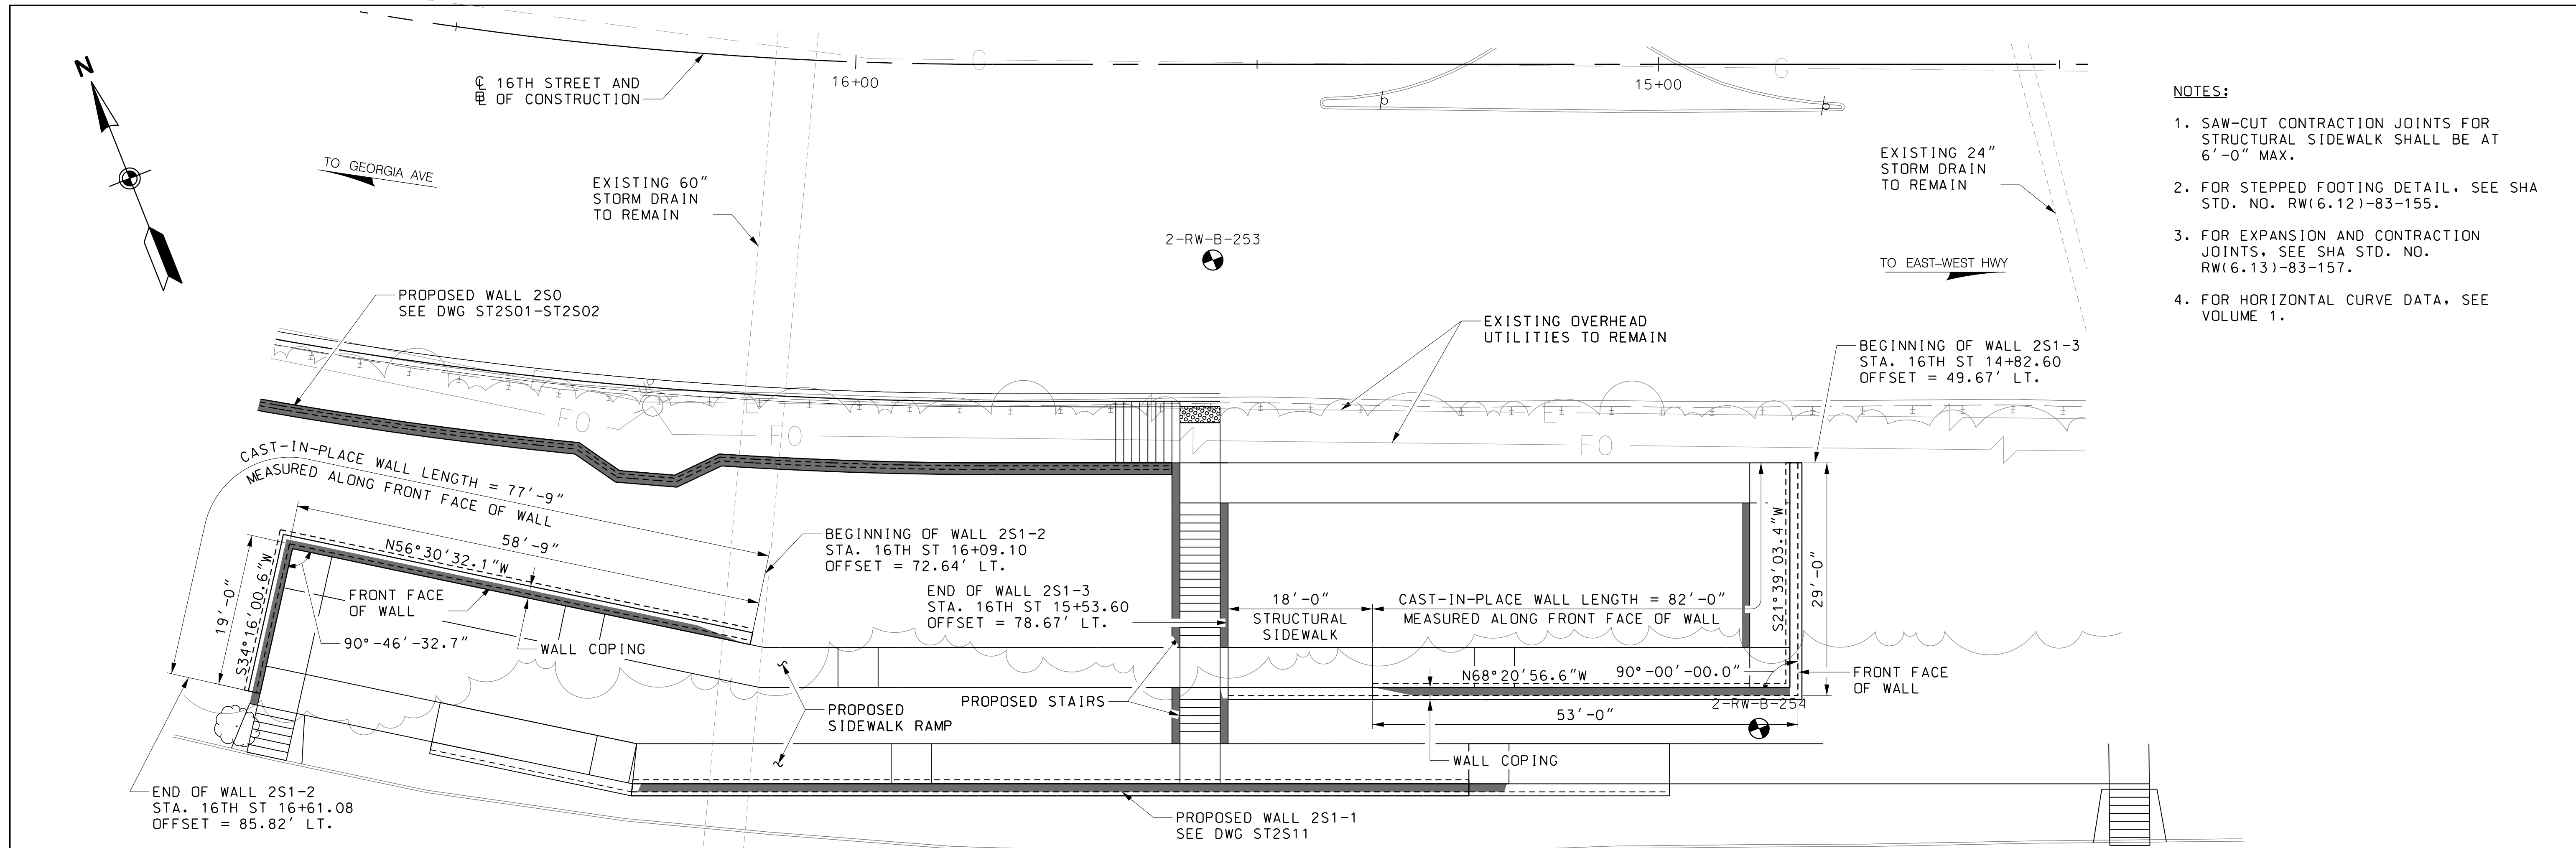 N
℄ 16TH STREET AND
B̲L OF CONSTRUCTION
TO GEORGIA AVE
EXISTING 60"
STORM DRAIN
TO REMAIN
16+00
G
15+00
G
2-RW-B-253
EXISTING 24"
STORM DRAIN
TO REMAIN
TO EAST-WEST HWY
NOTES:
1. SAW-CUT CONTRACTION JOINTS FOR
STRUCTURAL SIDEWALK SHALL BE AT
6'-0" MAX.
2. FOR STEPPED FOOTING DETAIL, SEE SHA
STD. NO. RW(6.12)-83-155.
3. FOR EXPANSION AND CONTRACTION
JOINTS, SEE SHA STD. NO.
RW(6.13)-83-157.
4. FOR HORIZONTAL CURVE DATA, SEE
VOLUME 1.
PROPOSED WALL 2S0
SEE DWG ST2S01-ST2S02
EXISTING OVERHEAD
UTILITIES TO REMAIN
BEGINNING OF WALL 2S1-3
STA. 16TH ST 14+82.60
OFFSET = 49.67' LT.
UP
E
FO
FO
E
FO
CAST-IN-PLACE WALL LENGTH = 77'-9"
MEASURED ALONG FRONT FACE OF WALL
58'-9"
N56°30'32.1"W
19'-0"
S34°16'00.6"W
FRONT FACE
OF WALL
90°-46'-32.7"
WALL COPING
BEGINNING OF WALL 2S1-2
STA. 16TH ST 16+09.10
OFFSET = 72.64' LT.
END OF WALL 2S1-3
STA. 16TH ST 15+53.60
OFFSET = 78.67' LT.
18'-0"
STRUCTURAL
SIDEWALK
CAST-IN-PLACE WALL LENGTH = 82'-0"
MEASURED ALONG FRONT FACE OF WALL
S21°39'03.4"W
29'-0"
N68°20'56.6"W
90°-00'-00.0"
FRONT FACE
OF WALL
PROPOSED STAIRS
PROPOSED
SIDEWALK RAMP
2-RW-B-254
53'-0"
WALL COPING
END OF WALL 2S1-2
STA. 16TH ST 16+61.08
OFFSET = 85.82' LT.
PROPOSED WALL 2S1-1
SEE DWG ST2S11